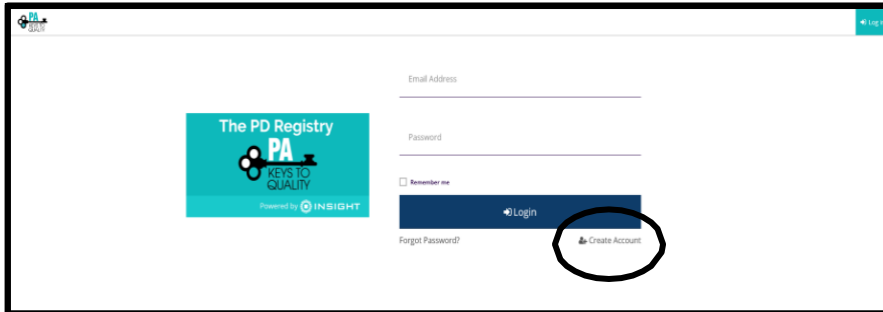 PA
KEYS TO
QUALITY
Log
Email Address
The PD Registry
PA
KEYS TO
QUALITY
Powered by INSIGHT
Password
Remember me
Login
Forgot Password?
Create Account